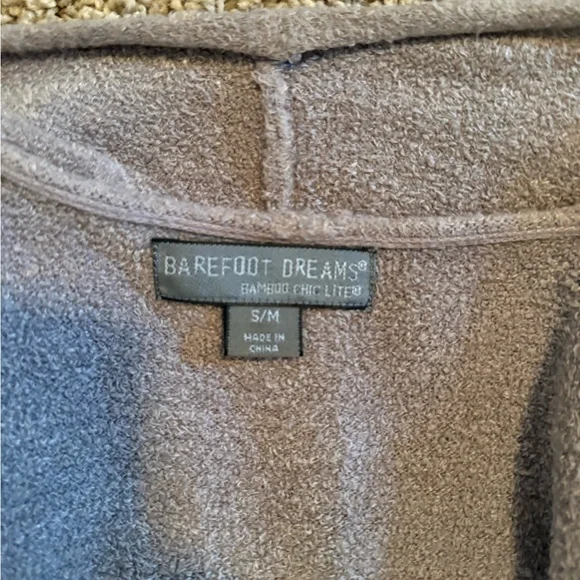 BAREFOOT DREAMS®
BAMBOO CHIC LITE®
S/M
MADE IN
CHINA